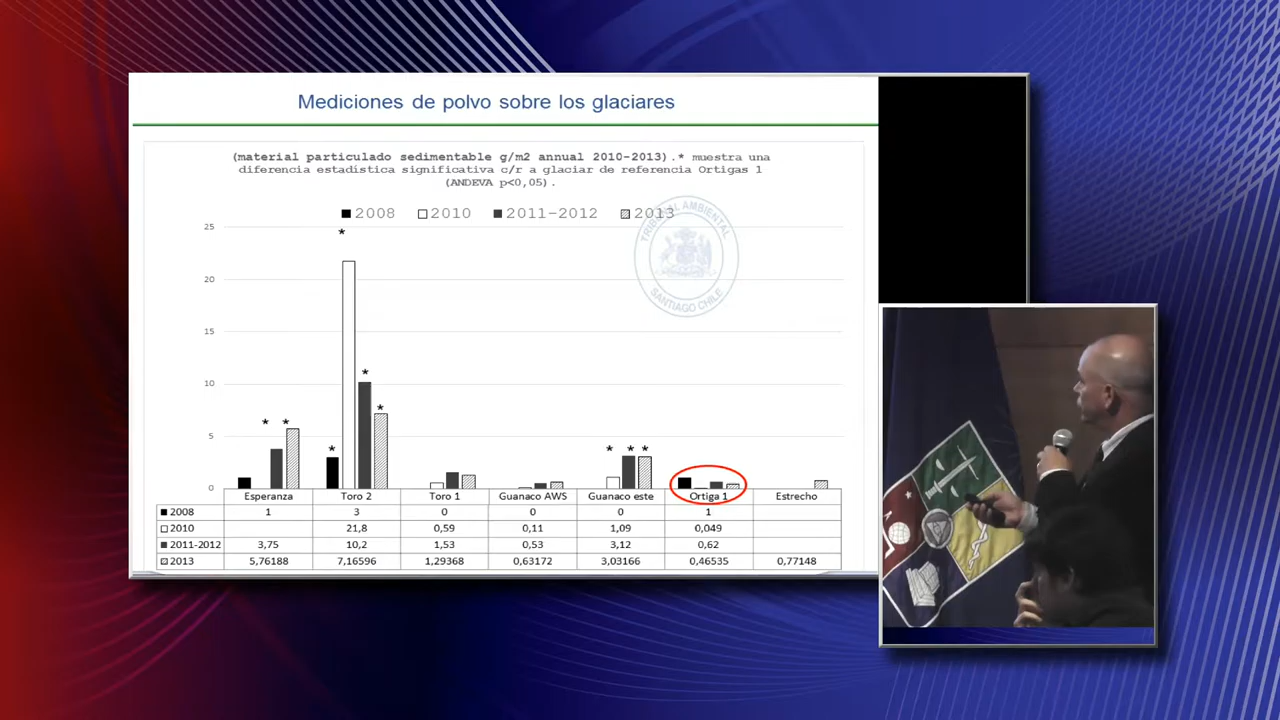 Mediciones de polvo sobre los glaciares
(material particulado sedimentable g/m2 annual 2010-2013).* muestra una
diferencia estadística significativa c/r a glaciar de referencia Ortigas 1
(ANDEVA p<0,05).
2008 2010 2011-2012 2013
TRIBUNAL AMBIENTAL
SANTIAGO CHILE
25
*
20
15
10
* *
5
* * * * * *
0
Esperanza Toro 2 Toro 1 Guanaco AWS Guanaco este Ortiga 1 Estrecho
2008 1 3 0 0 0 1
2010 21,8 0,59 0,11 1,09 0,049
2011-2012 3,75 10,2 1,53 0,53 3,12 0,62
2013 5,76188 7,16596 1,29368 0,63172 3,03166 0,46535 0,77148